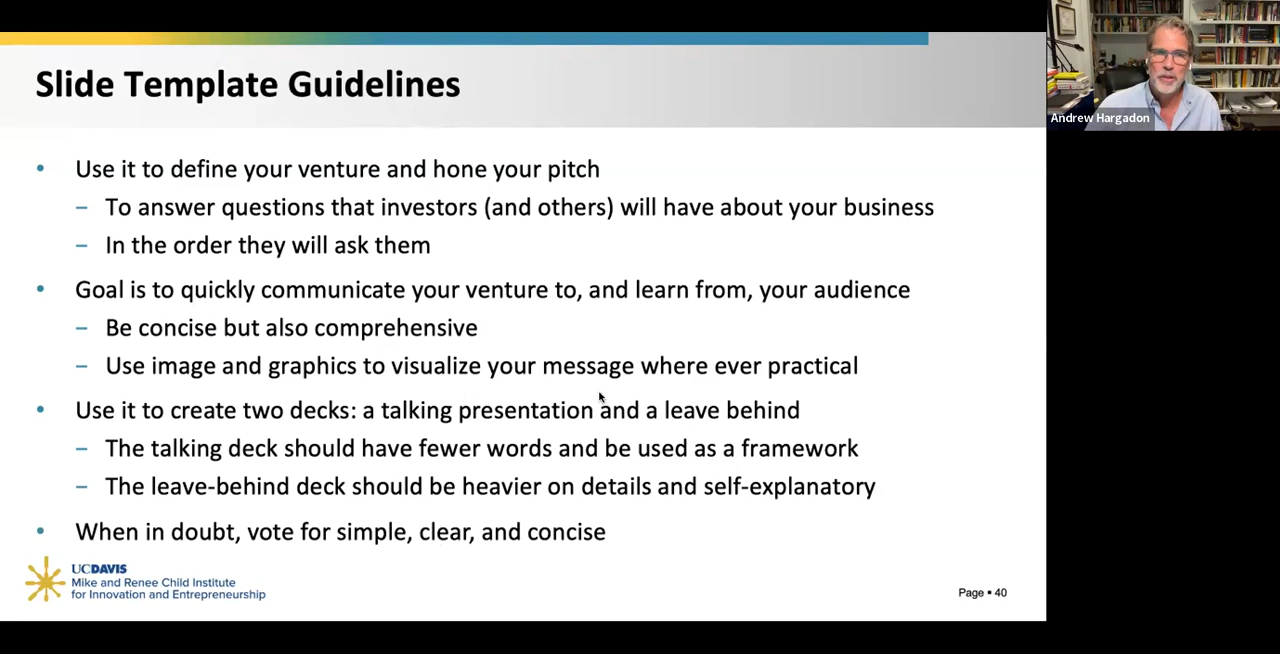 Slide Template Guidelines
Andrew Hargadon
• Use it to define your venture and hone your pitch
– To answer questions that investors (and others) will have about your business
– In the order they will ask them
• Goal is to quickly communicate your venture to, and learn from, your audience
– Be concise but also comprehensive
– Use image and graphics to visualize your message where ever practical
• Use it to create two decks: a talking presentation and a leave behind
– The talking deck should have fewer words and be used as a framework
– The leave-behind deck should be heavier on details and self-explanatory
• When in doubt, vote for simple, clear, and concise
UCDAVIS
Mike and Renee Child Institute
for Innovation and Entrepreneurship
Page ▪ 40